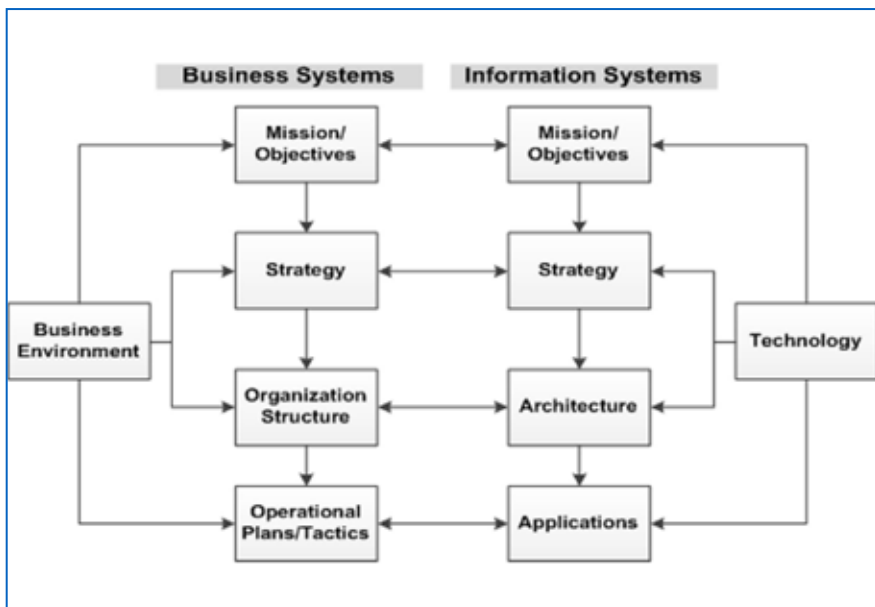 Business Systems
Information Systems
Mission/
Objectives
Mission/
Objectives
Strategy
Strategy
Business
Environment
Technology
Organization
Structure
Architecture
Operational
Plans/Tactics
Applications